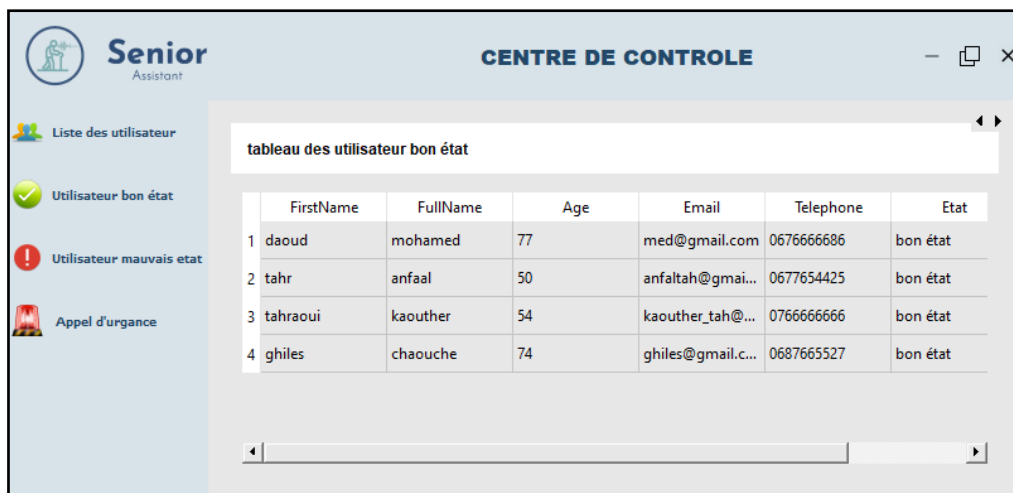 Senior
Assistant
CENTRE DE CONTROLE
Liste des utilisateur
Utilisateur bon état
Utilisateur mauvais etat
Appel d'urgance
tableau des utilisateur bon état
FirstName FullName Age Email Telephone Etat
1 daoud mohamed 77 med@gmail.com 0676666686 bon état
2 tahr anfaal 50 anfaltah@gmai... 0677654425 bon état
3 tahraoui kaouther 54 kaouther_tah@... 0766666666 bon état
4 ghiles chaouche 74 ghiles@gmail.c... 0687665527 bon état